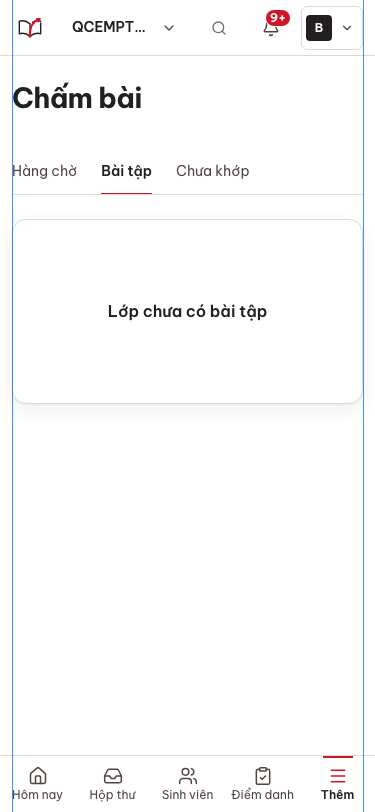 QCEMPT...
9+
B
Chấm bài
Hàng chờ
Bài tập
Chưa khớp
Lớp chưa có bài tập
Hôm nay
Hộp thư
Sinh viên
Điểm danh
Thêm